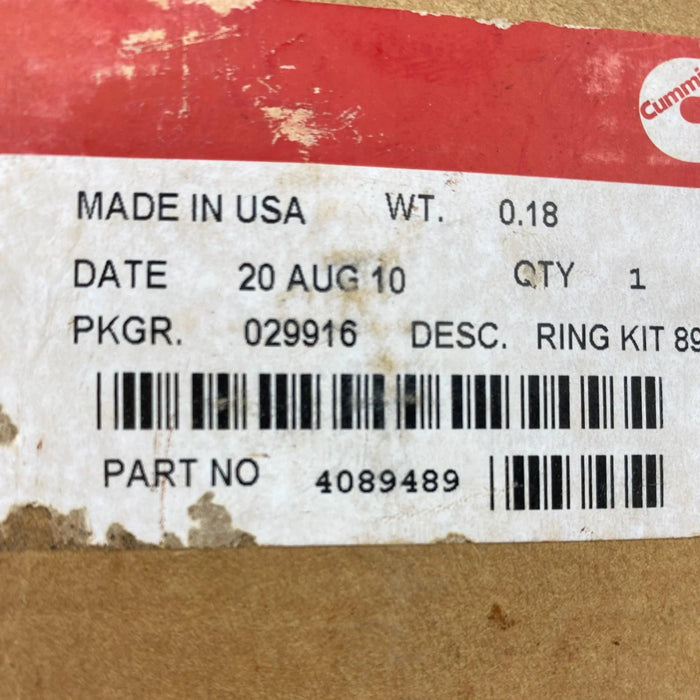 Cummi
MADE IN USA WT. 0.18
DATE 20 AUG 10 QTY 1
PKGR. 029916 DESC. RING KIT 89
PART NO 4089489